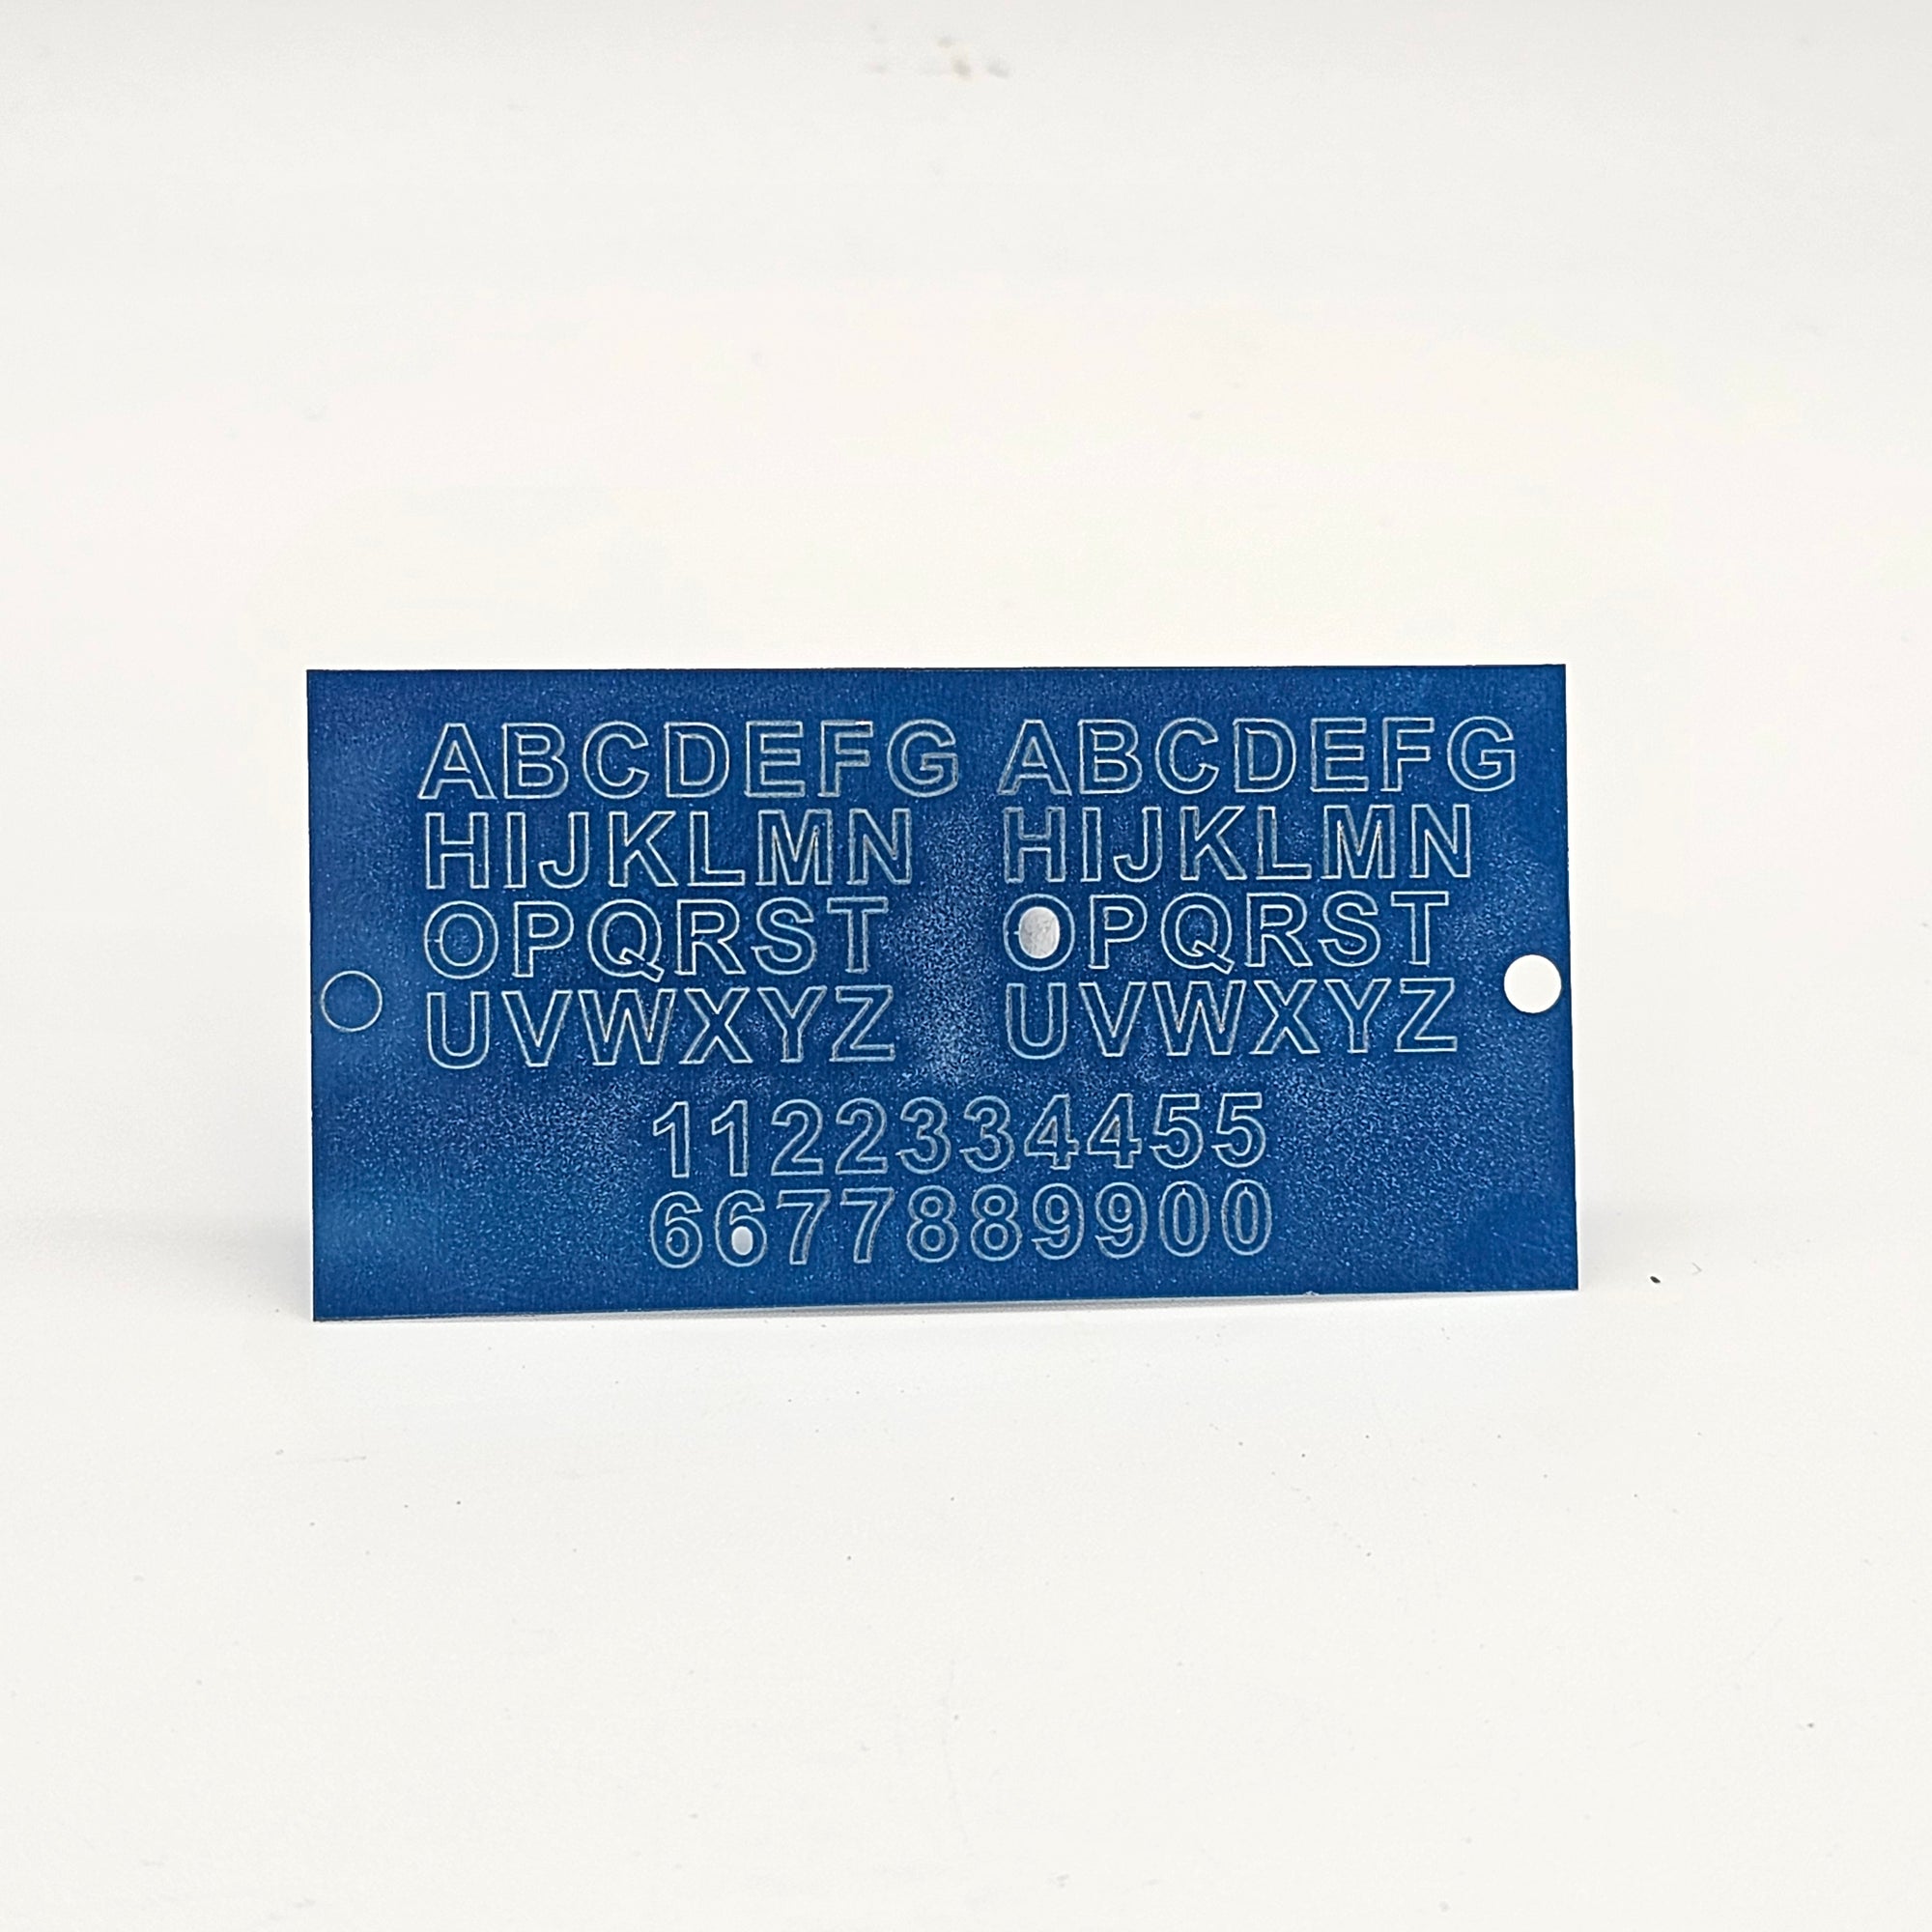 ABCDEFG ABCDEFG
HIJKLMN HIJKLMN
OPQRST OPQRST
UVWXYZ UVWXYZ
1122334455
6677889900